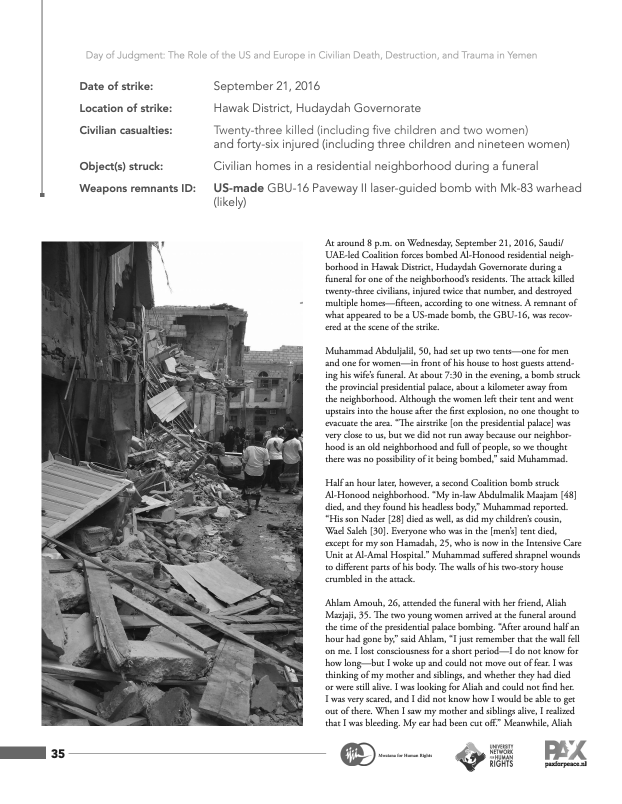 Day of Judgment: The Role of the US and Europe in Civilian Death, Destruction, and Trauma in Yemen
Date of strike: September 21, 2016
Location of strike: Hawak District, Hudaydah Governorate
Civilian casualties: Twenty-three killed (including five children and two women)
and forty-six injured (including three children and nineteen women)
Object(s) struck: Civilian homes in a residential neighborhood during a funeral
Weapons remnants ID: US-made GBU-16 Paveway II laser-guided bomb with Mk-83 warhead
(likely)
At around 8 p.m. on Wednesday, September 21, 2016, Saudi/
UAE-led Coalition forces bombed Al-Honood residential neigh-
borhood in Hawak District, Hudaydah Governorate during a
funeral for one of the neighborhood's residents. The attack killed
twenty-three civilians, injured twice that number, and destroyed
multiple homes—fifteen, according to one witness. A remnant of
what appeared to be a US-made bomb, the GBU-16, was recov-
ered at the scene of the strike.
Muhammad Abduljalil, 50, had set up two tents—one for men
and one for women—in front of his house to host guests attend-
ing his wife's funeral. At about 7:30 in the evening, a bomb struck
the provincial presidential palace, about a kilometer away from
the neighborhood. Although the women left their tent and went
upstairs into the house after the first explosion, no one thought to
evacuate the area. "The airstrike [on the presidential palace] was
very close to us, but we did not run away because our neighbor-
hood is an old neighborhood and full of people, so we thought
there was no possibility of it being bombed," said Muhammad.
Half an hour later, however, a second Coalition bomb struck
Al-Honood neighborhood. "My in-law Abdulmalik Maajam [48]
died, and they found his headless body," Muhammad reported.
"His son Nader [28] died as well, as did my children's cousin,
Wael Saleh [30]. Everyone who was in the [men's] tent died,
except for my son Hamadah, 25, who is now in the Intensive Care
Unit at Al-Amal Hospital." Muhammad suffered shrapnel wounds
to different parts of his body. The walls of his two-story house
crumbled in the attack.
Ahlam Amouh, 26, attended the funeral with her friend, Aliah
Mazjaji, 35. The two young women arrived at the funeral around
the time of the presidential palace bombing. "After around half an
hour had gone by," said Ahlam, "I just remember that the wall fell
on me. I lost consciousness for a short period—I do not know for
how long—but I woke up and could not move out of fear. I was
thinking of my mother and siblings, and whether they had died
or were still alive. I was looking for Aliah and could not find her.
I was very scared, and I did not know how I would be able to get
out of there. When I saw my mother and siblings alive, I realized
that I was bleeding. My ear had been cut off." Meanwhile, Aliah
35
Mwatana for Human Rights
UNIVERSITY
NETWORK
FOR HUMAN
RIGHTS
PAX
paxforpeace.nl